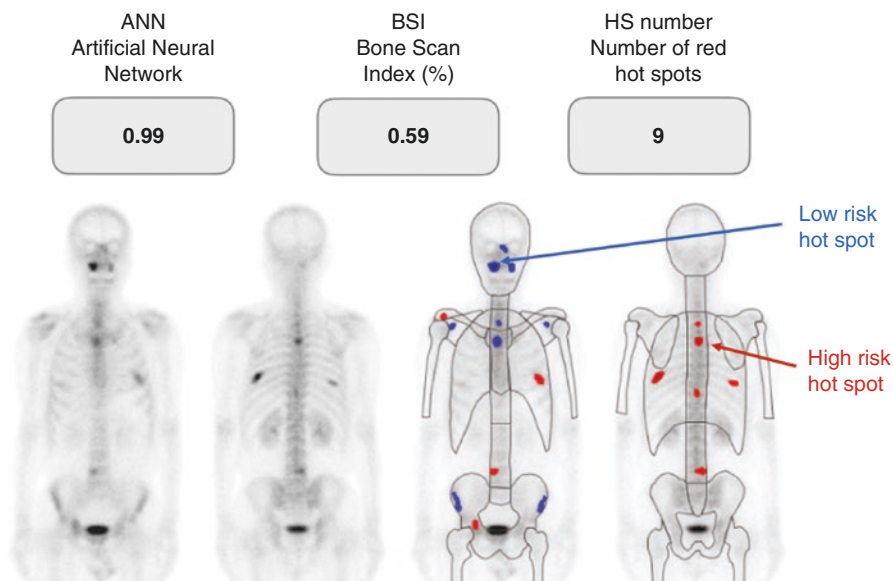 ANN
Artificial Neural
Network
BSI
Bone Scan
Index (%)
HS number
Number of red
hot spots
0.99
0.59
9
Low risk
hot spot
High risk
hot spot